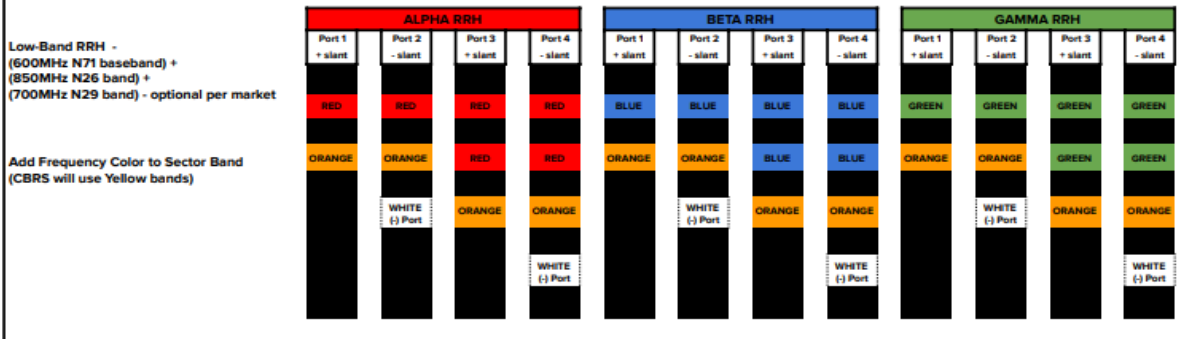 ALPHA RRH BETA RRH GAMMA RRH
Port 1 Port 2 Port 3 Port 4 Port 1 Port 2 Port 3 Port 4 Port 1 Port 2 Port 3 Port 4
+ slant - slant + slant - slant + slant - slant + slant - slant + slant - slant + slant - slant
Low-Band RRH -
(600MHz N71 baseband) +
(850MHz N26 band) +
(700MHz N29 band) - optional per market
RED RED RED RED BLUE BLUE BLUE BLUE GREEN GREEN GREEN GREEN
Add Frequency Color to Sector Band
(CBRS will use Yellow bands)
ORANGE ORANGE RED RED ORANGE ORANGE BLUE BLUE ORANGE ORANGE GREEN GREEN
WHITE ORANGE ORANGE WHITE ORANGE ORANGE WHITE ORANGE ORANGE
(-) Port (-) Port (-) Port
WHITE WHITE WHITE
(-) Port (-) Port (-) Port